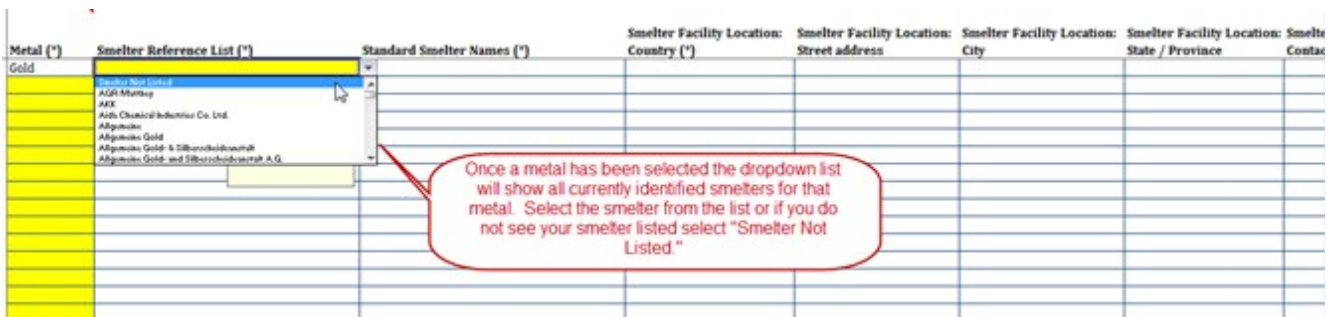 Smelter Facility Location: Smelter Facility Location: Smelter Facility Location: Smelter Facility Location: Smelte
Metal (*) Smelter Reference List (*) Standard Smelter Names (*) Country (*) Street address City State / Province Contac
Gold
Smelter Not Listed
AGR Matthey
AKK
Aida Chemical Industries Co. Ltd.
Allgemeine
Allgemeine Gold
Allgemeine Gold- & Silberscheideanstalt
Allgemeine Gold- und Silberscheideanstalt A.G.
Once a metal has been selected the dropdown list
will show all currently identified smelters for that
metal. Select the smelter from the list or if you do
not see your smelter listed select "Smelter Not
Listed."